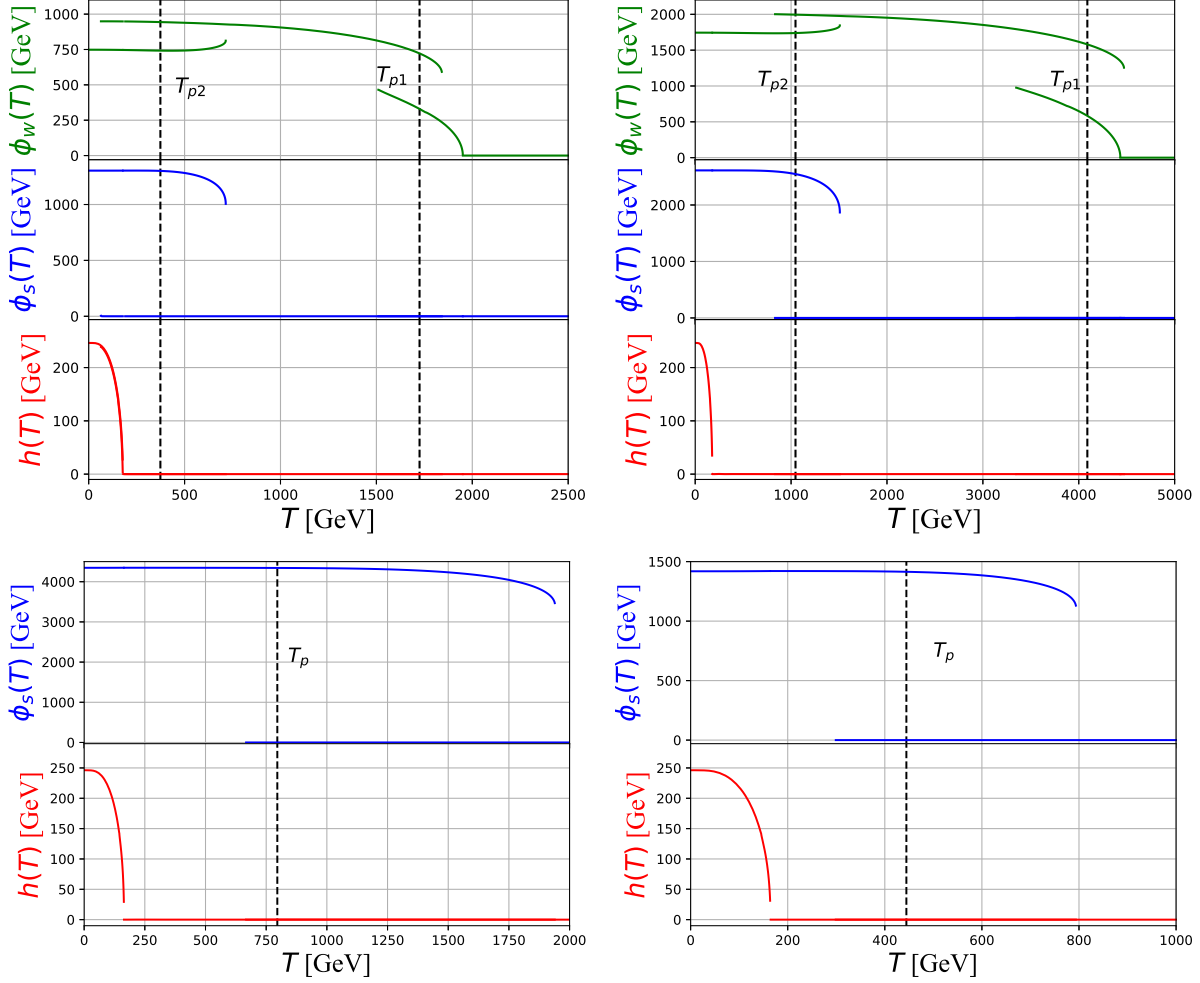 ϕw(T) [GeV]
1000
750
500
250
0
Tp2
Tp1
ϕs(T) [GeV]
1000
500
0
h(T) [GeV]
200
100
0
0 500 1000 1500 2000 2500
T [GeV]
ϕw(T) [GeV]
2000
1500
1000
500
0
Tp2
Tp1
ϕs(T) [GeV]
2000
1000
0
h(T) [GeV]
200
100
0
0 1000 2000 3000 4000 5000
T [GeV]
ϕs(T) [GeV]
4000
3000
2000
1000
0
Tp
h(T) [GeV]
250
200
150
100
50
0
0 250 500 750 1000 1250 1500 1750 2000
T [GeV]
ϕs(T) [GeV]
1500
1000
500
0
Tp
h(T) [GeV]
250
200
150
100
50
0
0 200 400 600 800 1000
T [GeV]